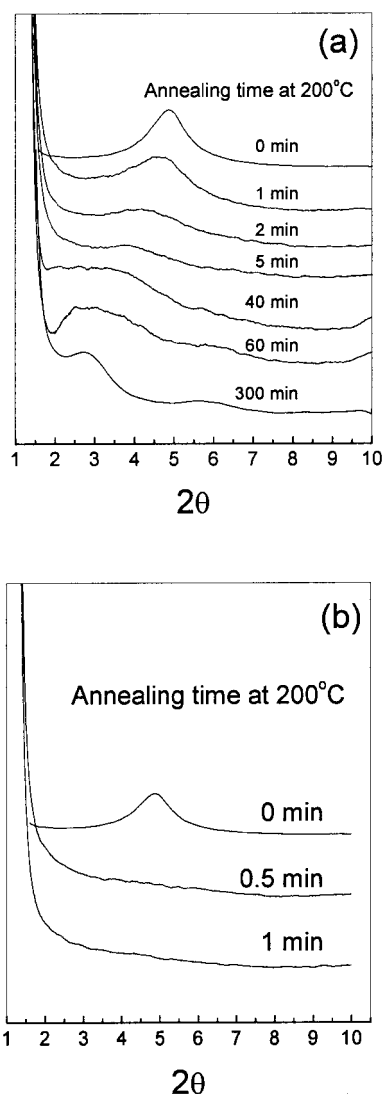 (a)
Annealing time at 200°C
0 min
1 min
2 min
5 min
40 min
60 min
300 min
1 2 3 4 5 6 7 8 9 10
2θ
(b)
Annealing time at 200°C
0 min
0.5 min
1 min
1 2 3 4 5 6 7 8 9 10
2θ